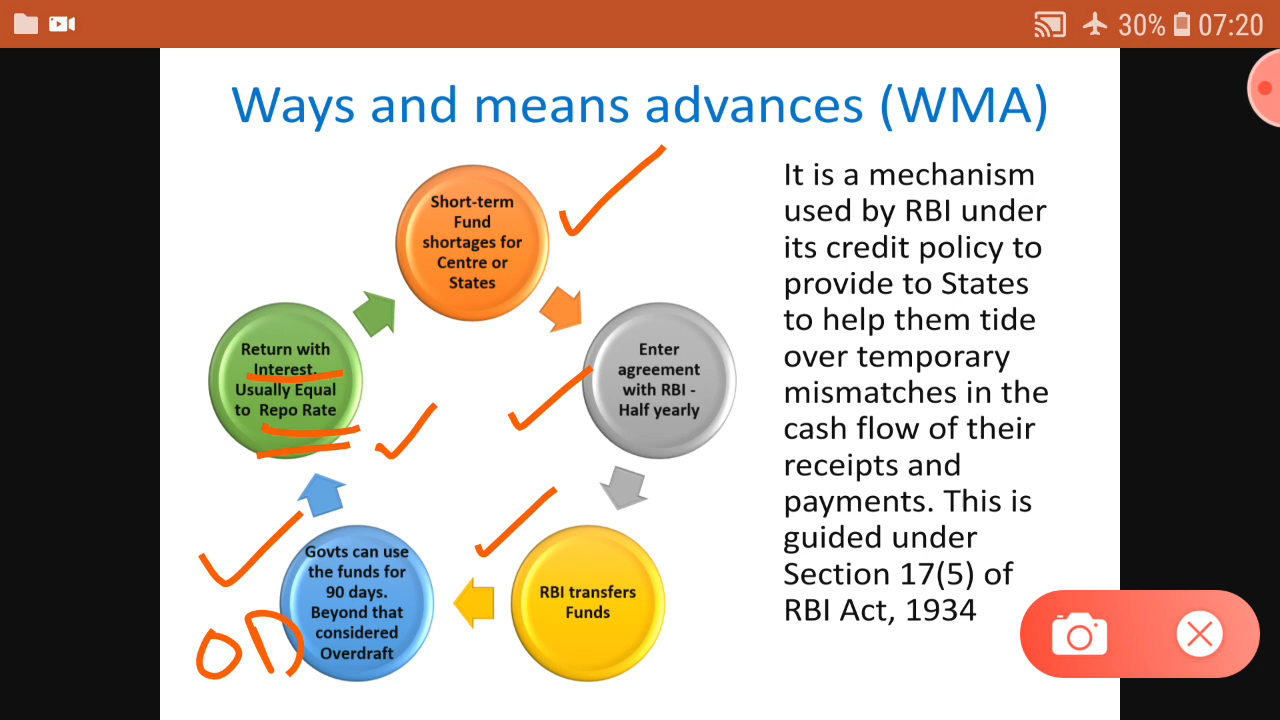 30% 07:20
Ways and means advances (WMA)
Short-term
Fund
shortages for
Centre or
States
Enter
agreement
with RBI -
Half yearly
RBI transfers
Funds
Govts can use
the funds for
90 days.
Beyond that
considered
Overdraft
OD
Return with
Interest.
Usually Equal
to Repo Rate
It is a mechanism
used by RBI under
its credit policy to
provide to States
to help them tide
over temporary
mismatches in the
cash flow of their
receipts and
payments. This is
guided under
Section 17(5) of
RBI Act, 1934